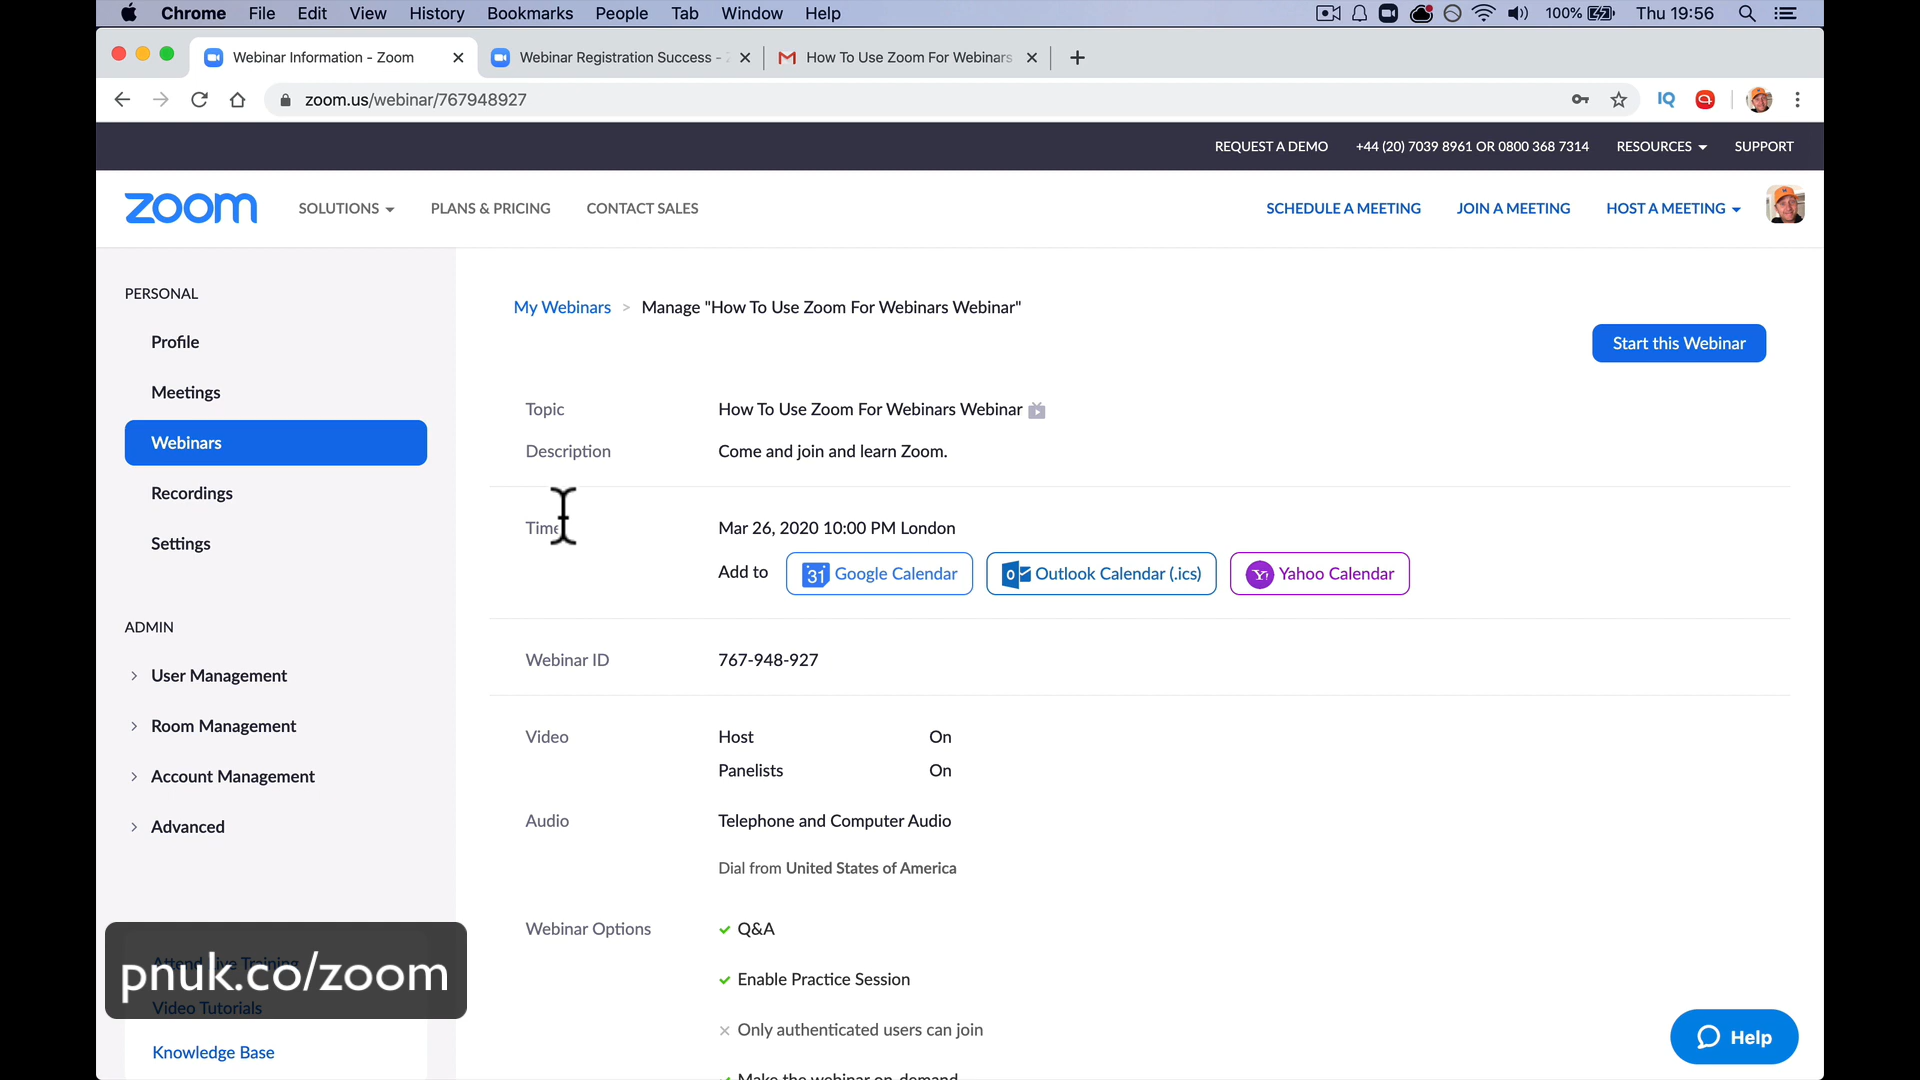 Chrome File Edit View History Bookmarks People Tab Window Help 100% Thu 19:56
Webinar Information - Zoom Webinar Registration Success - How To Use Zoom For Webinars
zoom.us/webinar/767948927 IQ
REQUEST A DEMO +44 (20) 7039 8961 OR 0800 368 7314 RESOURCES SUPPORT
zoom SOLUTIONS PLANS & PRICING CONTACT SALES SCHEDULE A MEETING JOIN A MEETING HOST A MEETING
PERSONAL
Profile
Meetings
Webinars
Recordings
Settings
ADMIN
User Management
Room Management
Account Management
Advanced
Attend Live Training
pnuk.co/zoom
Video Tutorials
Knowledge Base
My Webinars > Manage "How To Use Zoom For Webinars Webinar"
Start this Webinar
Topic How To Use Zoom For Webinars Webinar
Description Come and join and learn Zoom.
Time Mar 26, 2020 10:00 PM London
Add to 31 Google Calendar Outlook Calendar (.ics) Yahoo Calendar
Webinar ID 767-948-927
Video Host On
Panelists On
Audio Telephone and Computer Audio
Dial from United States of America
Webinar Options Q&A
Enable Practice Session
Only authenticated users can join
Make the webinar on-demand
Help